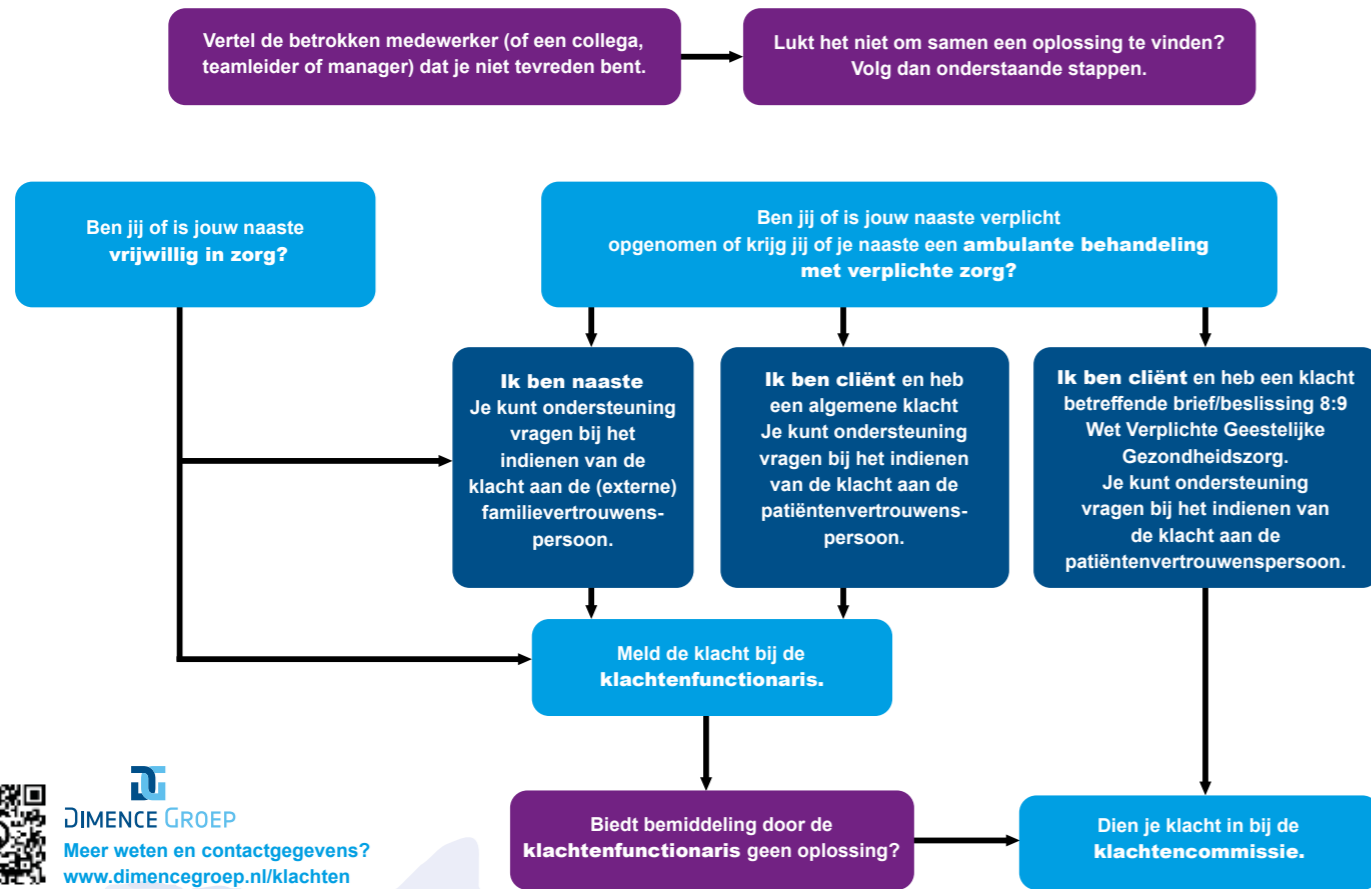 Vertel de betrokken medewerker (of een collega,
teamleider of manager) dat je niet tevreden bent.
Lukt het niet om samen een oplossing te vinden?
Volg dan onderstaande stappen.
Ben jij of is jouw naaste
vrijwillig in zorg?
Ben jij of is jouw naaste verplicht
opgenomen of krijg jij of je naaste een ambulante behandeling
met verplichte zorg?
Ik ben naaste
Je kunt ondersteuning
vragen bij het
indienen van de
klacht aan de (externe)
familievertrouwens-
persoon.
Ik ben cliënt en heb
een algemene klacht
Je kunt ondersteuning
vragen bij het indienen
van de klacht aan de
patiëntenvertrouwens-
persoon.
Ik ben cliënt en heb een klacht
betreffende brief/beslissing 8:9
Wet Verplichte Geestelijke
Gezondheidszorg.
Je kunt ondersteuning
vragen bij het indienen van
de klacht aan de
patiëntenvertrouwenspersoon.
Meld de klacht bij de
klachtenfunctionaris.
Biedt bemiddeling door de
klachtenfunctionaris geen oplossing?
Dien je klacht in bij de
klachtencommissie.
DIMENCE GROEP
Meer weten en contactgegevens?
www.dimencegroep.nl/klachten